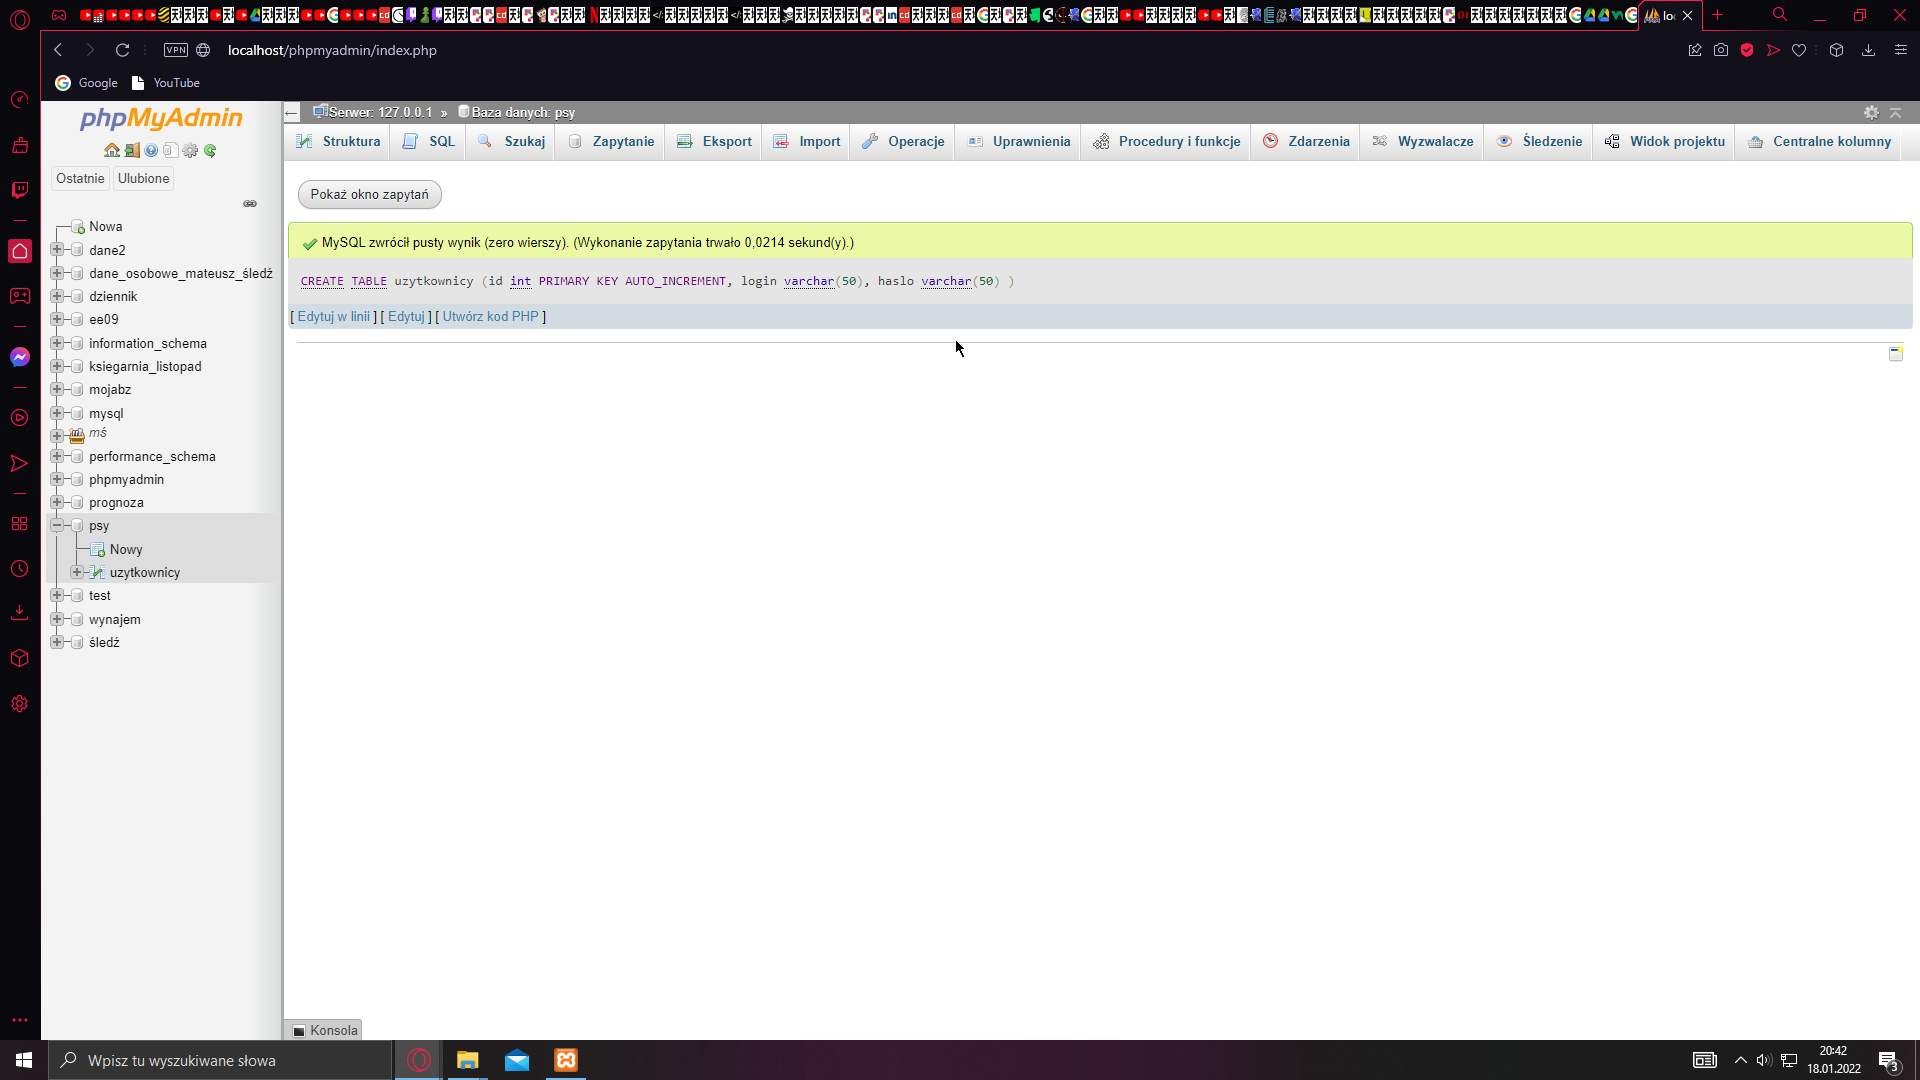 lo
VPN
localhost/phpmyadmin/index.php
Google
YouTube
phpMyAdmin
Ostatnie
Ulubione
Nowa
dane2
dane_osobowe_mateusz_śledź
dziennik
ee09
information_schema
ksiegarnia_listopad
mojabz
mysql
mś
performance_schema
phpmyadmin
prognoza
psy
Nowy
uzytkownicy
test
wynajem
śledź
Serwer: 127.0.0.1 » Baza danych: psy
Struktura
SQL
Szukaj
Zapytanie
Eksport
Import
Operacje
Uprawnienia
Procedury i funkcje
Zdarzenia
Wyzwalacze
Śledzenie
Widok projektu
Centralne kolumny
Pokaż okno zapytań
MySQL zwrócił pusty wynik (zero wierszy). (Wykonanie zapytania trwało 0,0214 sekund(y).)
CREATE TABLE uzytkownicy (id int PRIMARY KEY AUTO_INCREMENT, login varchar(50), haslo varchar(50) )
[ Edytuj w linii ] [ Edytuj ] [ Utwórz kod PHP ]
Konsola
Wpisz tu wyszukiwane słowa
20:42
18.01.2022
3